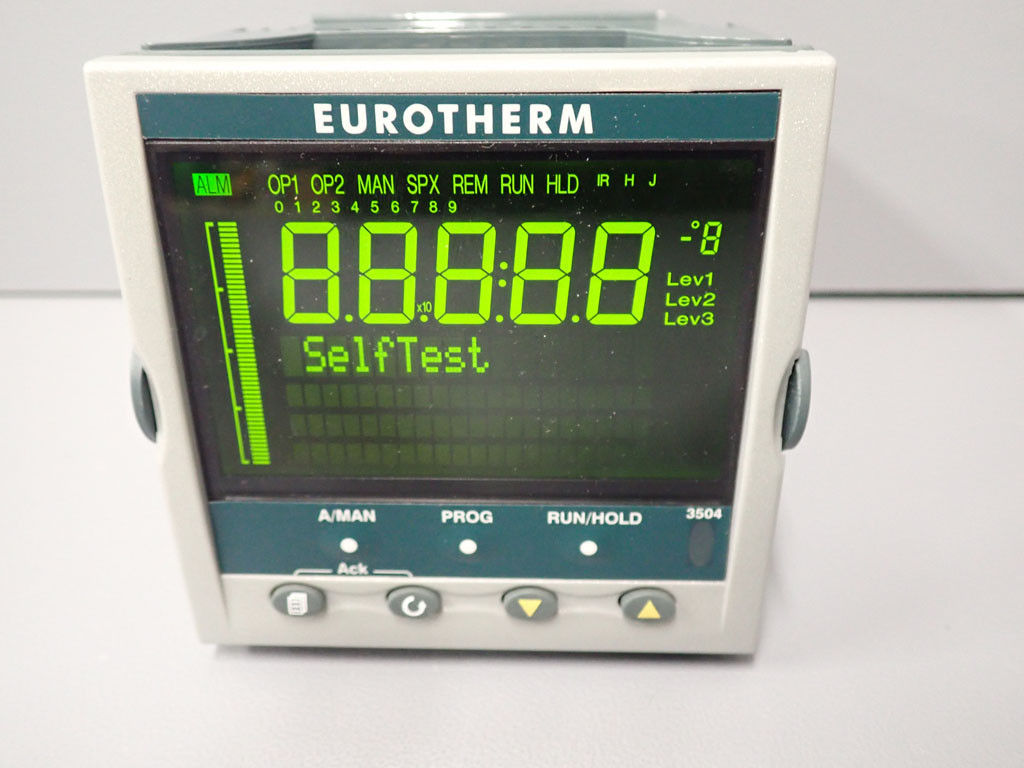 EUROTHERM
ALM OP1 OP2 MAN SPX REM RUN HLD IR H J
0 1 2 3 4 5 6 7 8 9
8.8.8:8.8 -°8
x10
Lev1
Lev2
Lev3
SelfTest
A/MAN PROG RUN/HOLD 3504
Ack